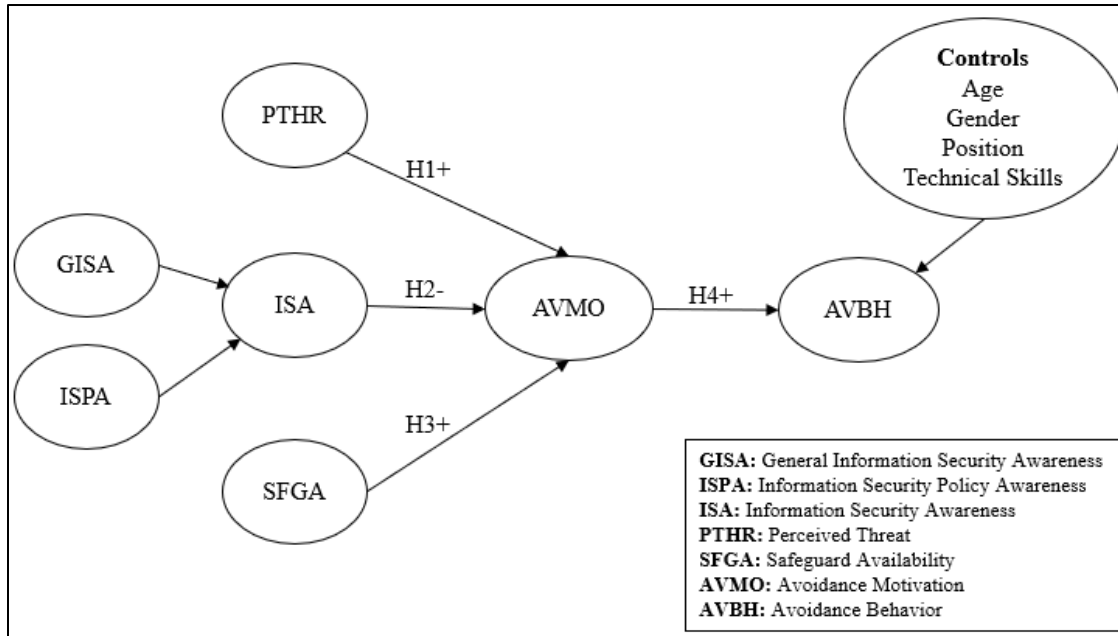 Controls
Age
Gender
Position
Technical Skills
PTHR
H1+
GISA
ISA
H2-
AVMO
H4+
AVBH
ISPA
H3+
SFGA
GISA: General Information Security Awareness
ISPA: Information Security Policy Awareness
ISA: Information Security Awareness
PTHR: Perceived Threat
SFGA: Safeguard Availability
AVMO: Avoidance Motivation
AVBH: Avoidance Behavior